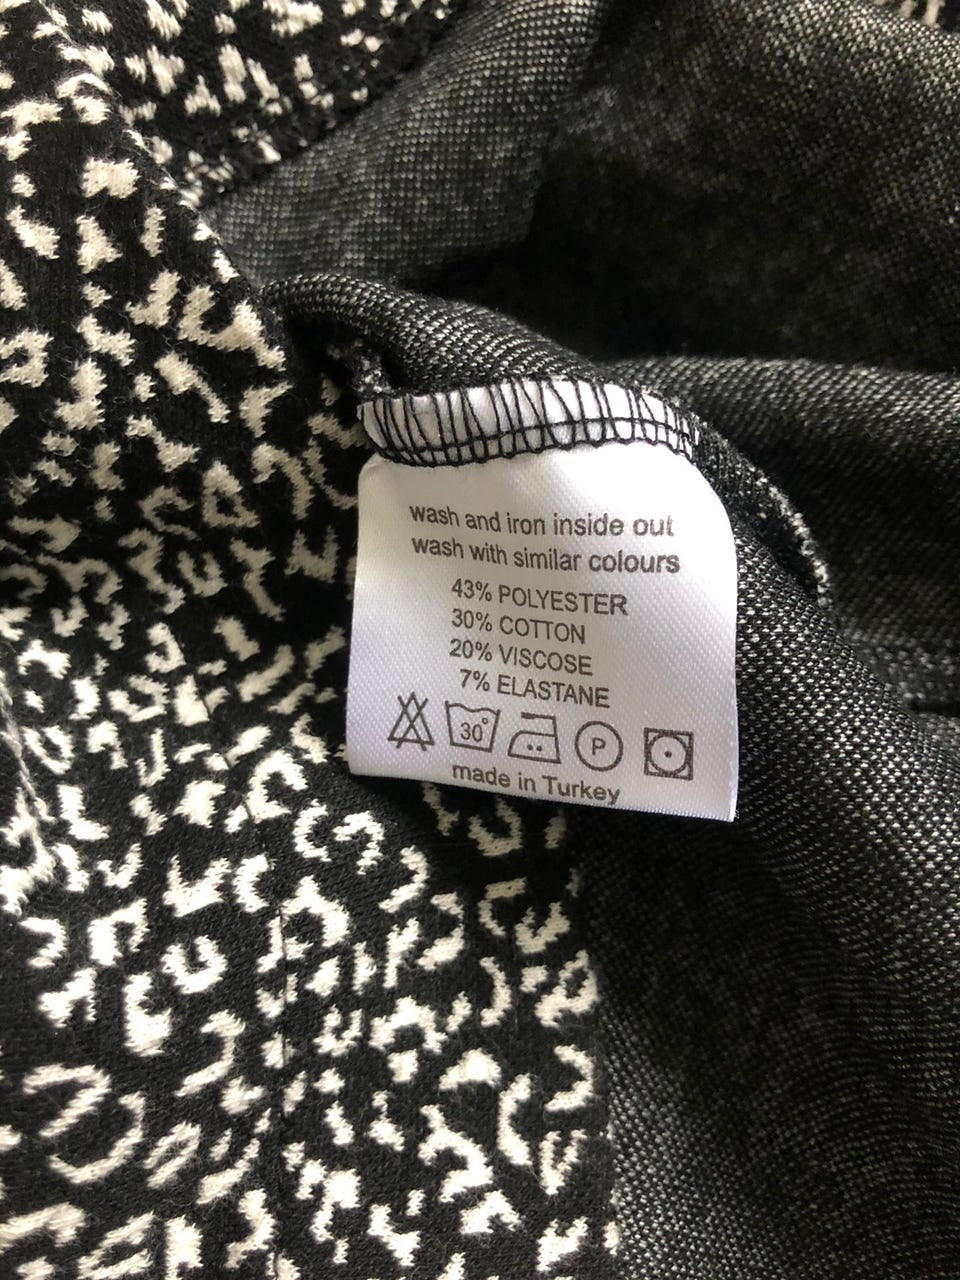 wash and iron inside out
wash with similar colours
43% POLYESTER
30% COTTON
20% VISCOSE
7% ELASTANE
30° P
made in Turkey